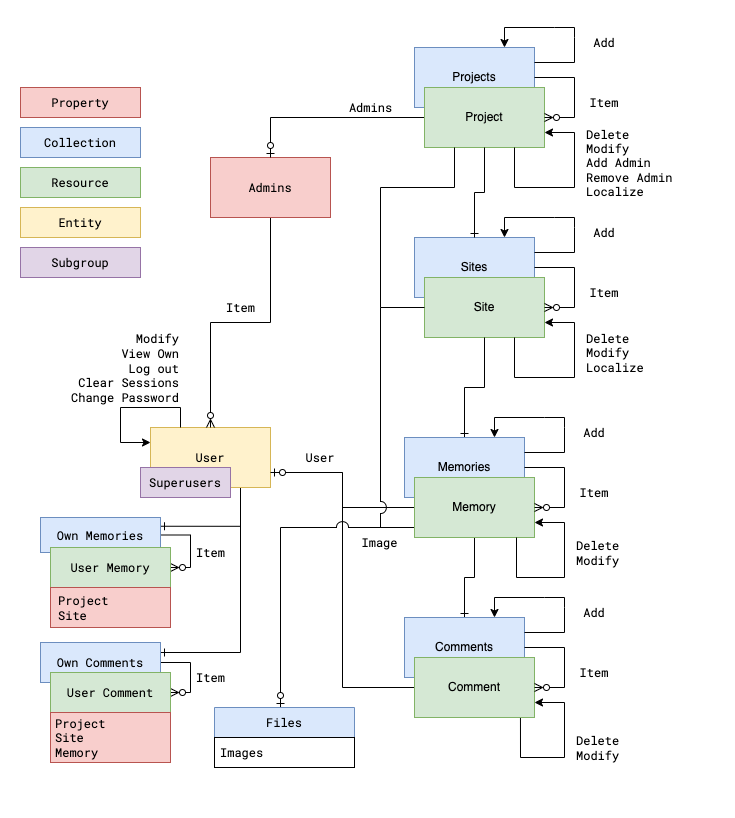 Property
Collection
Resource
Entity
Subgroup
Projects
Project
Add
Item
Delete
Modify
Add Admin
Remove Admin
Localize
Admins
Admins
Item
Sites
Site
Add
Item
Delete
Modify
Localize
Modify
View Own
Log out
Clear Sessions
Change Password
User
Superusers
User
Memories
Memory
Add
Item
Delete
Modify
Image
Own Memories
User Memory
Item
Project
Site
Own Comments
User Comment
Item
Project
Site
Memory
Comments
Comment
Add
Item
Delete
Modify
Files
Images